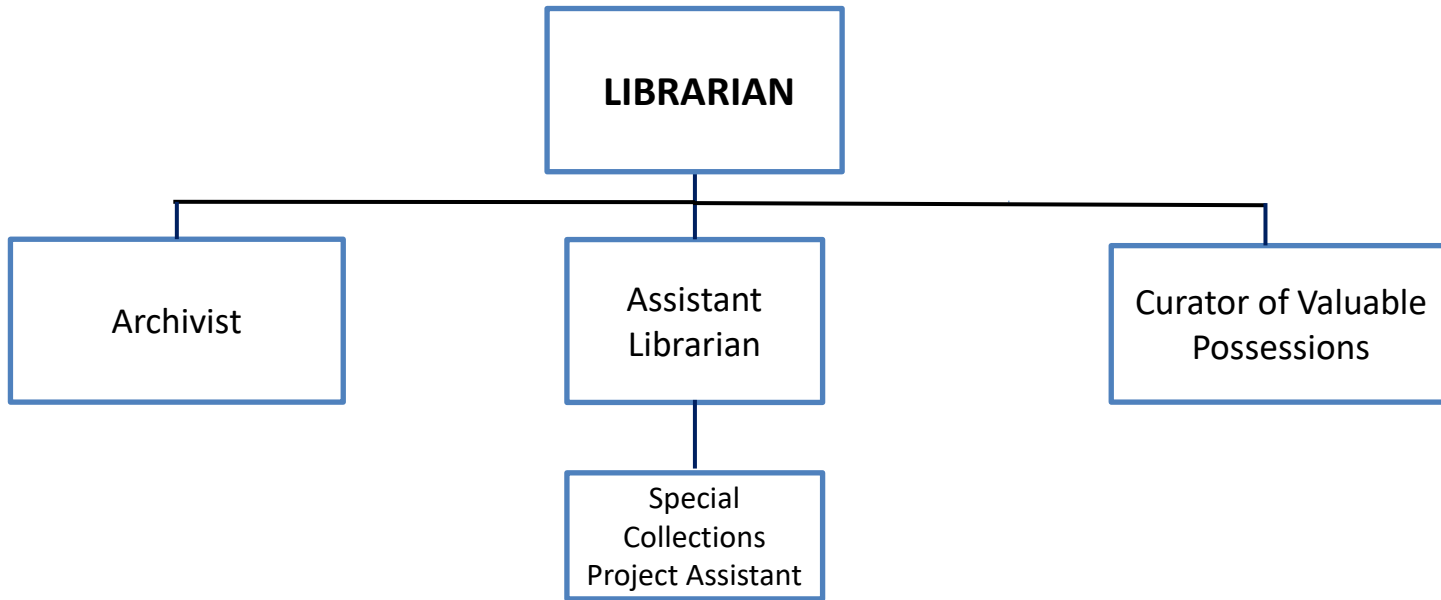 LIBRARIAN
Archivist
Assistant
Librarian
Curator of Valuable
Possessions
Special
Collections
Project Assistant